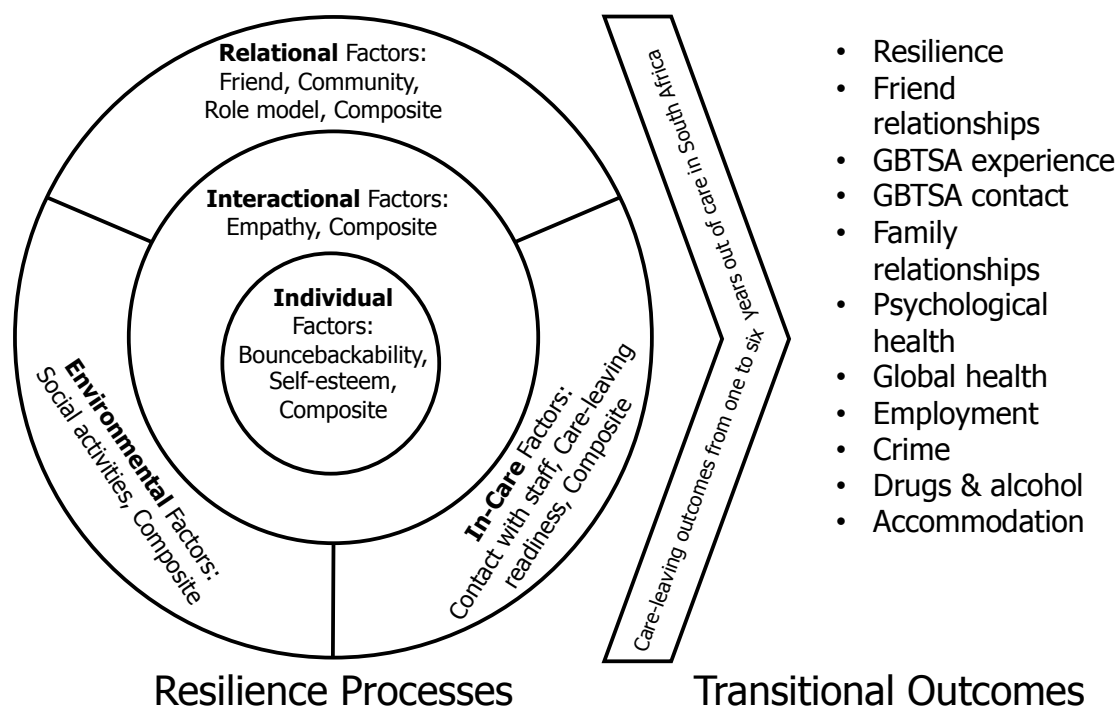 Relational Factors:
Friend, Community,
Role model, Composite
Interactional Factors:
Empathy, Composite
Individual
Factors:
Bouncebackability,
Self-esteem,
Composite
Environmental Factors:
Social activities, Composite
In-Care Factors:
Contact with staff, Care-leaving
readiness, Composite
Care-leaving outcomes from one to six years out of care in South Africa
• Resilience
• Friend
relationships
• GBTSA experience
• GBTSA contact
• Family
relationships
• Psychological
health
• Global health
• Employment
• Crime
• Drugs & alcohol
• Accommodation
Resilience Processes
Transitional Outcomes